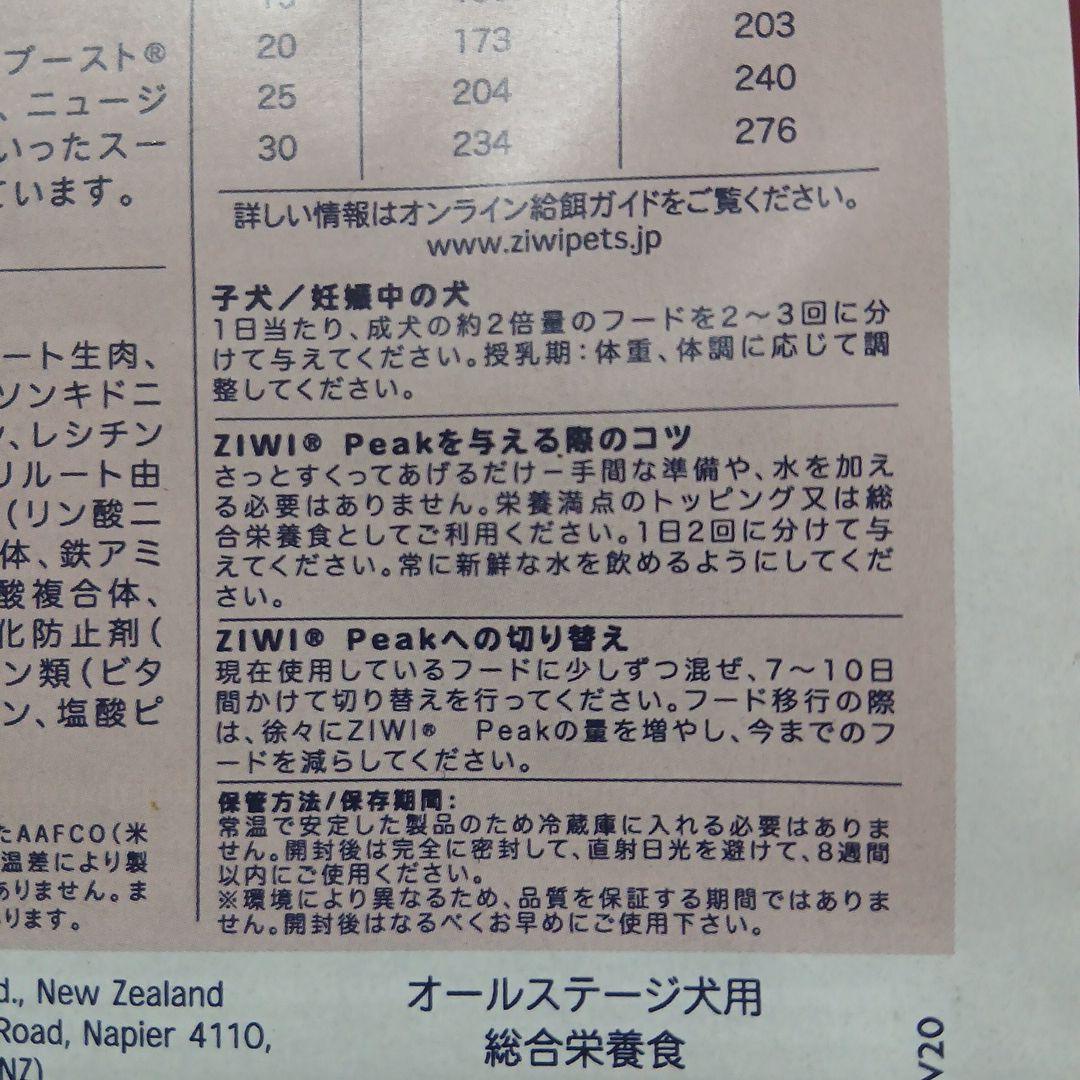 ブースト®
、ニュージ
いったスー
ています。
ート生肉、
ソンキドニ
ン、レシチン
リルート由
(リン酸二
体、鉄アミ
酸複合体、
化防止剤(
ン類(ビタ
ン、塩酸ピ
たAAFCO(米
温差により製
ありません。ま
ります。
20 173 203
25 204 240
30 234 276
詳しい情報はオンライン給餌ガイドをご覧ください。
www.ziwipets.jp
子犬/妊娠中の犬
1日当たり、成犬の約2倍量のフードを2〜3回に分
けて与えてください。授乳期:体重、体調に応じて調
整してください。
ZIWI® Peakを与える際のコツ
さっとすくってあげるだけー手間な準備や、水を加え
る必要はありません。栄養満点のトッピング又は総
合栄養食としてご利用ください。1日2回に分けて与
えてください。常に新鮮な水を飲めるようにしてくだ
さい。
ZIWI® Peakへの切り替え
現在使用しているフードに少しずつ混ぜ、7〜10日
間かけて切り替えを行ってください。フード移行の際
は、徐々にZIWI® Peakの量を増やし、今までのフ
ードを減らしてください。
保管方法/保存期間:
常温で安定した製品のため冷蔵庫に入れる必要はありま
せん。開封後は完全に密封して、直射日光を避けて、8週間
以内にご使用ください。
※環境により異なるため、品質を保証する期間ではありま
せん。開封後はなるべくお早めにご使用下さい。
d., New Zealand
Road, Napier 4110,
NZ)
オールステージ犬用
総合栄養食
V20